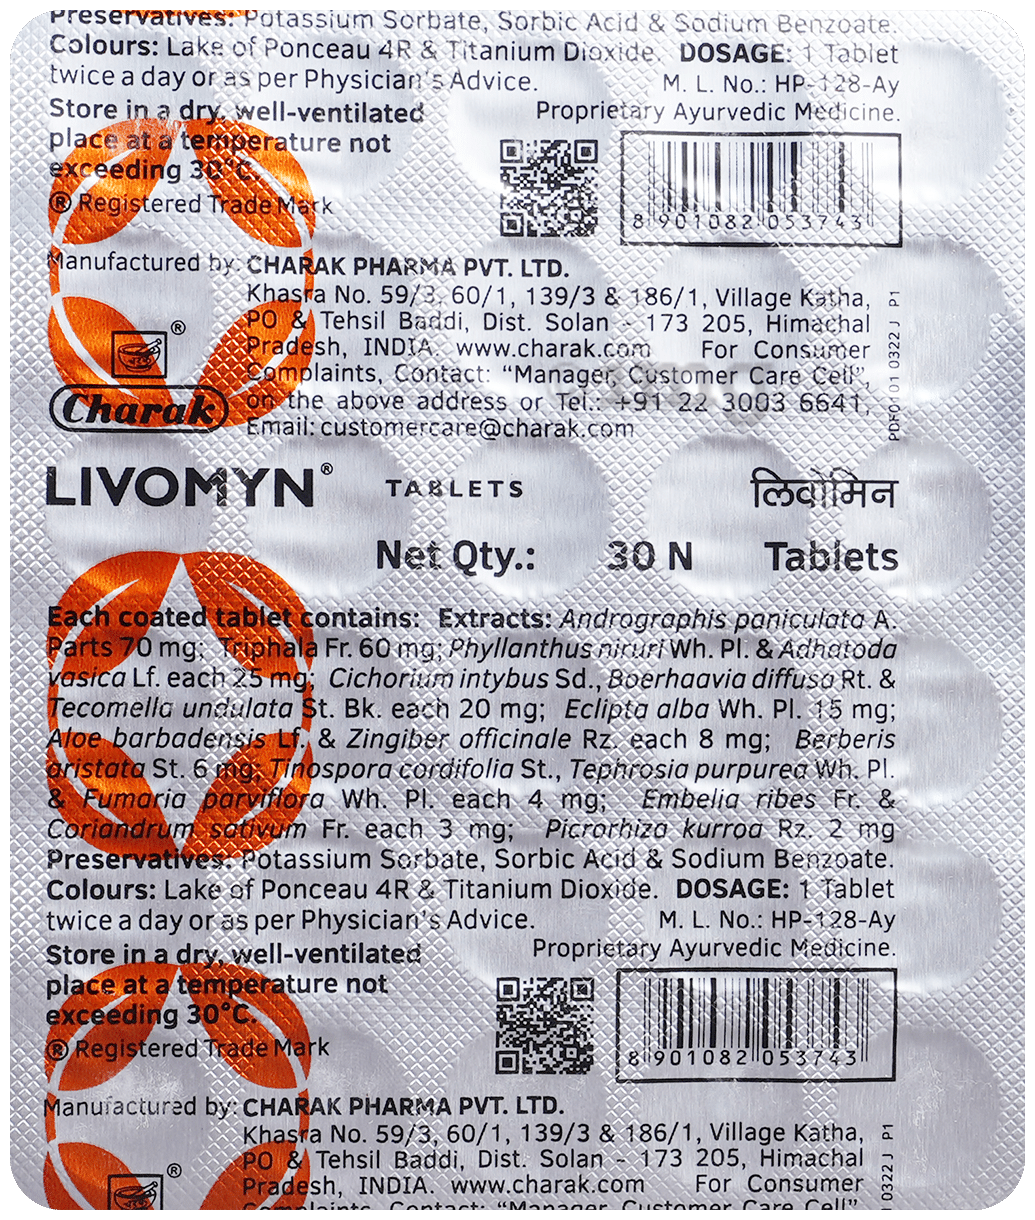 Preservatives: Potassium Sorbate, Sorbic Acid & Sodium Benzoate.
Colours: Lake of Ponceau 4R & Titanium Dioxide. DOSAGE: 1 Tablet
twice a day or as per Physician's Advice. M. L. No.: HP-128-Ay
Store in a dry, well-ventilated Proprietary Ayurvedic Medicine.
place at a temperature not
exceeding 30°C.
® Registered Trade Mark
8 901082 053743
Manufactured by: CHARAK PHARMA PVT. LTD.
Khasra No. 59/3, 60/1, 139/3 & 186/1, Village Katha,
PO & Tehsil Baddi, Dist. Solan - 173 205, Himachal
Pradesh, INDIA. www.charak.com For Consumer
Complaints, Contact: "Manager, Customer Care Cell",
on the above address or Tel.: +91 22 3003 6641,
Email: customercare@charak.com
®
Charak
PDF0101 0322J P1
LIVOMYN® TABLETS लिवोमिन
Net Qty.: 30 N Tablets
Each coated tablet contains: Extracts: Andrographis paniculata A.
Parts 70 mg; Triphala Fr. 60 mg; Phyllanthus niruri Wh. Pl. & Adhatoda
vasica Lf. each 25 mg; Cichorium intybus Sd., Boerhaavia diffusa Rt. &
Tecomella undulata St. Bk. each 20 mg; Eclipta alba Wh. Pl. 15 mg;
Aloe barbadensis Lf. & Zingiber officinale Rz. each 8 mg; Berberis
aristata St. 6 mg; Tinospora cordifolia St., Tephrosia purpurea Wh. Pl.
& Fumaria parviflora Wh. Pl. each 4 mg; Embelia ribes Fr. &
Coriandrum sativum Fr. each 3 mg; Picrorhiza kurroa Rz. 2 mg
Preservatives: Potassium Sorbate, Sorbic Acid & Sodium Benzoate.
Colours: Lake of Ponceau 4R & Titanium Dioxide. DOSAGE: 1 Tablet
twice a day or as per Physician's Advice. M. L. No.: HP-128-Ay
Store in a dry, well-ventilated Proprietary Ayurvedic Medicine.
place at a temperature not
exceeding 30°C.
® Registered Trade Mark
8 901082 053743
Manufactured by: CHARAK PHARMA PVT. LTD.
Khasra No. 59/3, 60/1, 139/3 & 186/1, Village Katha,
PO & Tehsil Baddi, Dist. Solan - 173 205, Himachal
Pradesh, INDIA. www.charak.com For Consumer
Complaints, Contact: "Manager, Customer Care Cell",
®
0322J P1